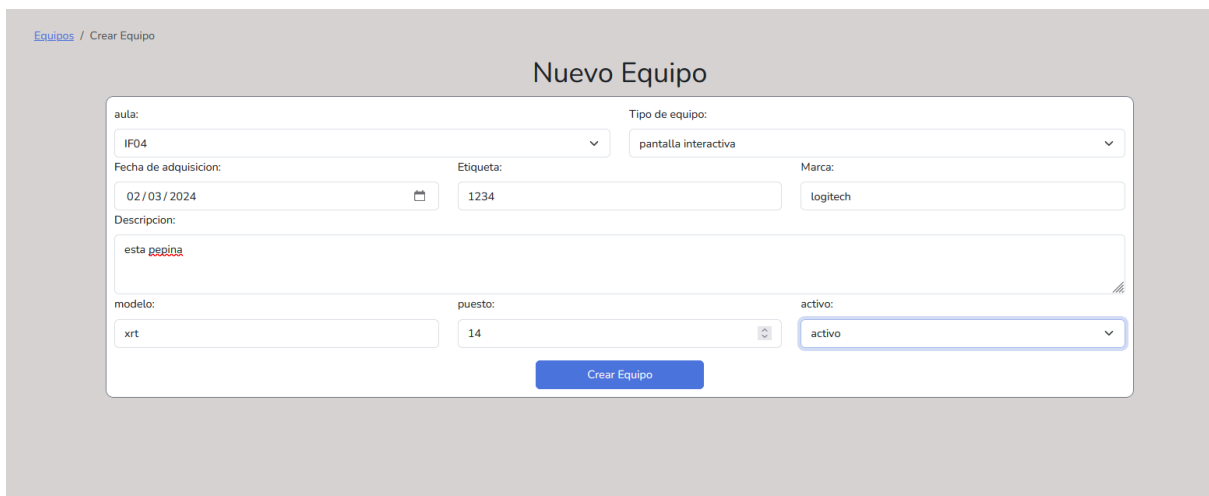 Equipos / Crear Equipo
Nuevo Equipo
aula: Tipo de equipo:
IF04 pantalla interactiva
Fecha de adquisicion: Etiqueta: Marca:
02/03/2024 1234 logitech
Descripcion:
esta pepina
modelo: puesto: activo:
xrt 14 activo
Crear Equipo